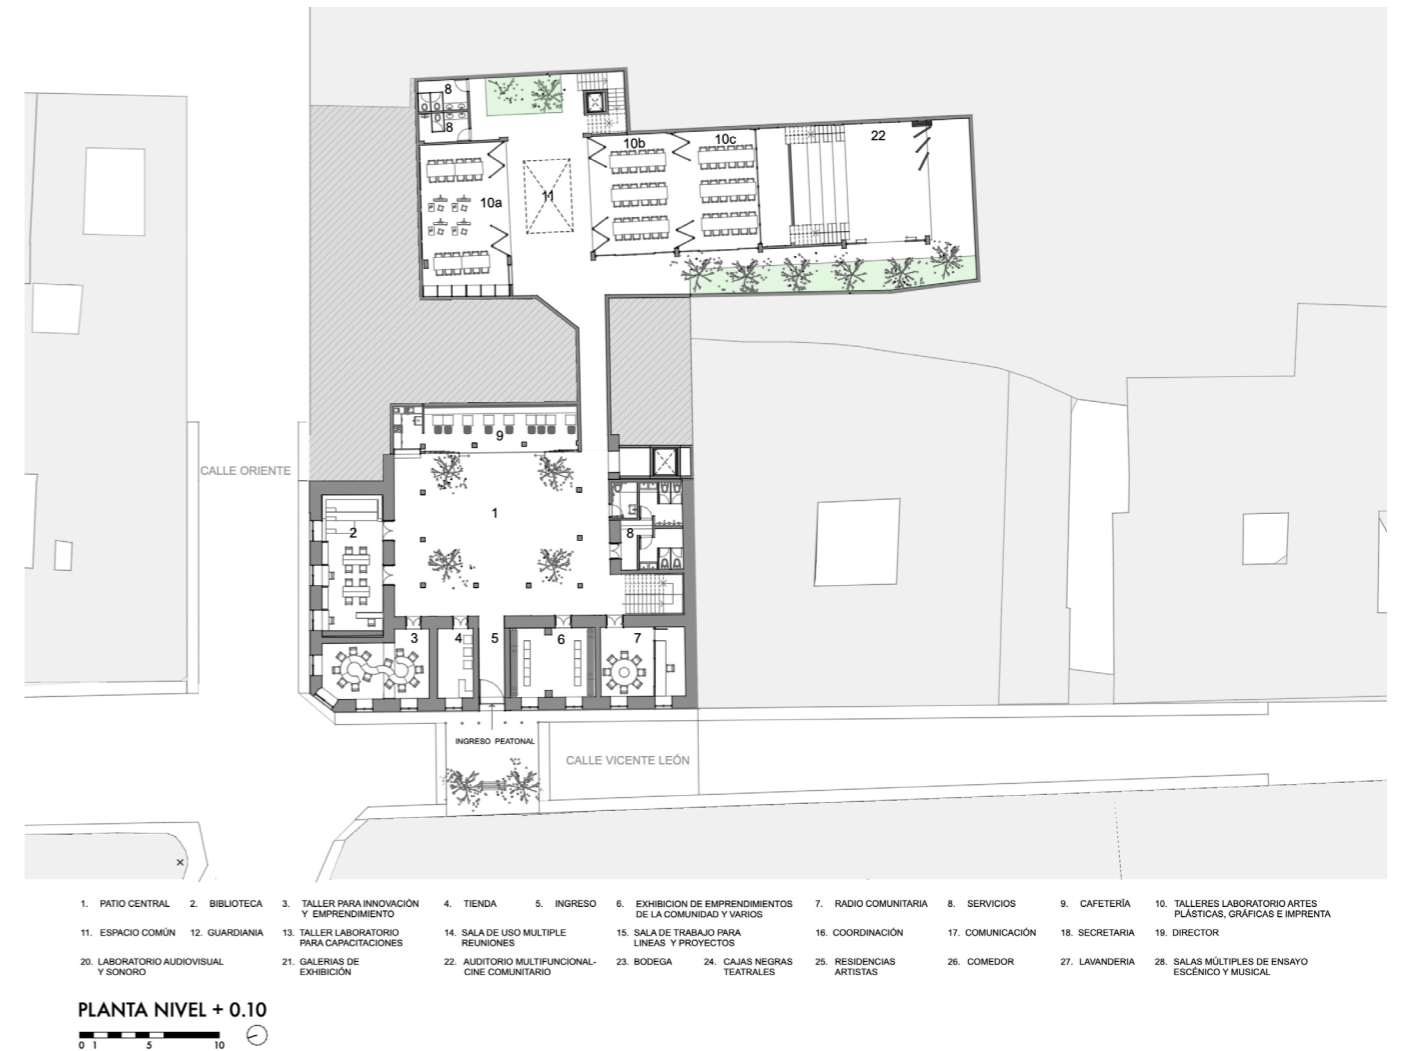 8
8
10a
11
10b
10c
22
9
CALLE ORIENTE
1
2
8
3
4
5
6
7
INGRESO PEATONAL
CALLE VICENTE LEÓN
1. PATIO CENTRAL
2. BIBLIOTECA
3. TALLER PARA INNOVACIÓN
Y EMPRENDIMIENTO
4. TIENDA
5. INGRESO
6. EXHIBICION DE EMPRENDIMIENTOS
DE LA COMUNIDAD Y VARIOS
7. RADIO COMUNITARIA
8. SERVICIOS
9. CAFETERÍA
10. TALLERES LABORATORIO ARTES
PLÁSTICAS, GRÁFICAS E IMPRENTA
11. ESPACIO COMÚN
12. GUARDIANIA
13. TALLER LABORATORIO
PARA CAPACITACIONES
14. SALA DE USO MULTIPLE
REUNIONES
15. SALA DE TRABAJO PARA
LINEAS Y PROYECTOS
16. COORDINACIÓN
17. COMUNICACIÓN
18. SECRETARIA
19. DIRECTOR
20. LABORATORIO AUDIOVISUAL
Y SONORO
21. GALERIAS DE
EXHIBICIÓN
22. AUDITORIO MULTIFUNCIONAL-
CINE COMUNITARIO
23. BODEGA
24. CAJAS NEGRAS
TEATRALES
25. RESIDENCIAS
ARTISTAS
26. COMEDOR
27. LAVANDERIA
28. SALAS MÚLTIPLES DE ENSAYO
ESCÉNICO Y MUSICAL
PLANTA NIVEL + 0.10
0 1 5 10